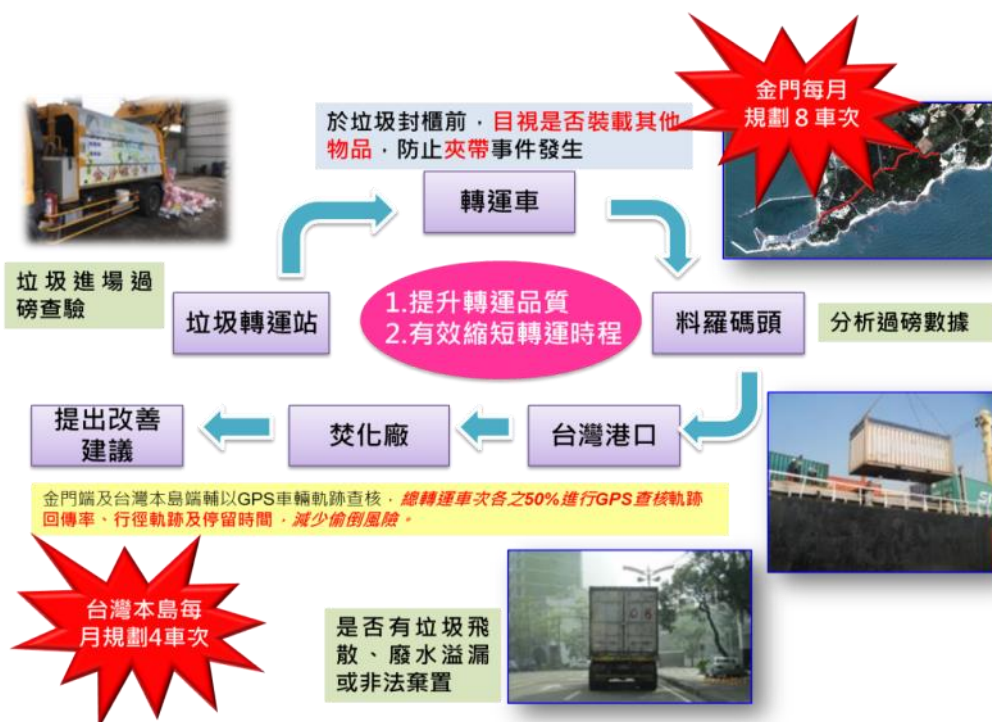 金門每月
規劃８車次
於垃圾封櫃前，目視是否裝載其他
物品，防止夾帶事件發生
轉運車
垃圾進場過
磅查驗
垃圾轉運站
1.提升轉運品質
2.有效縮短轉運時程
料羅碼頭
分析過磅數據
提出改善
建議
焚化廠
台灣港口
金門端及台灣本島端輔以GPS車輛軌跡查核，總轉運車次各之50%進行GPS查核軌跡
回傳率、行徑軌跡及停留時間，減少偷倒風險。
台灣本島每
月規劃4車次
是否有垃圾飛
散、廢水溢漏
或非法棄置